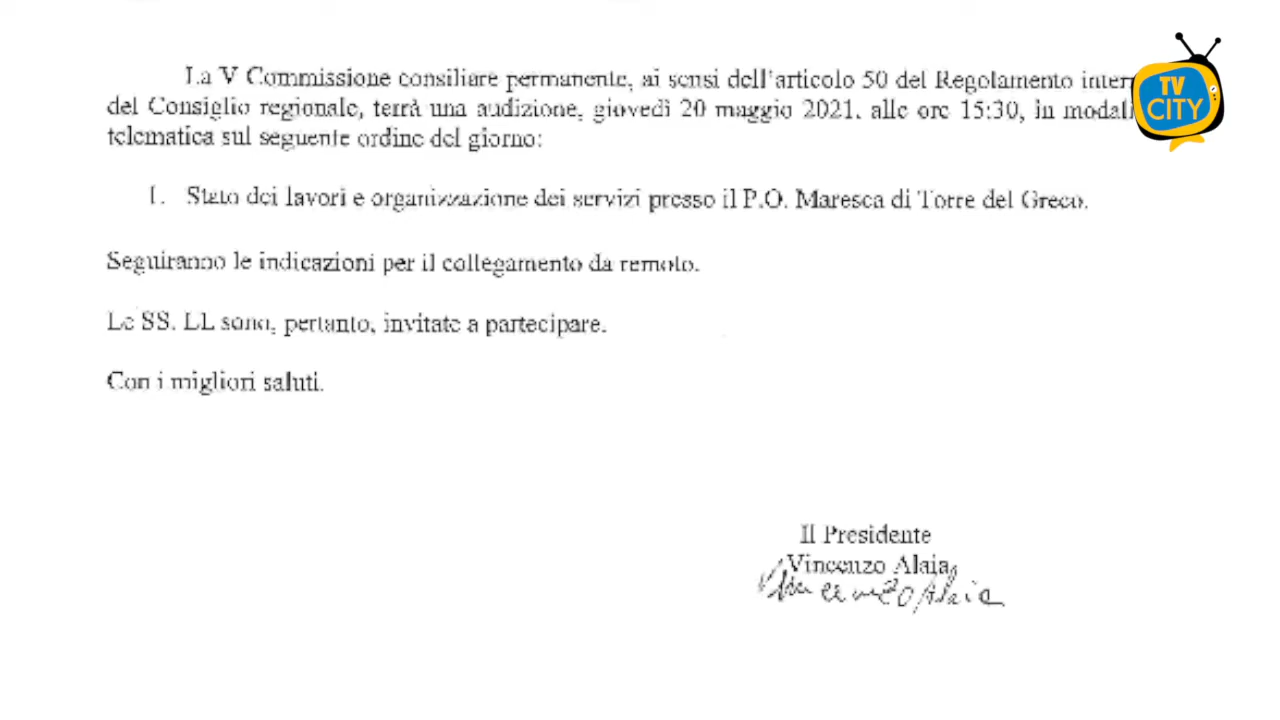 La V Commissione consiliare permanente, ai sensi dell'articolo 50 del Regolamento
del Consiglio regionale, terrà una audizione, giovedì 20 maggio 2021, alle ore 15:30, in
telematica sul seguente ordine del giorno:
1. Stato dei lavori e organizzazione dei servizi presso il P.O. Maresca di Torre del Greco.
Seguiranno le indicazioni per il collegamento da remoto.
Le SS. LL sono, pertanto, invitate a partecipare.
Con i migliori saluti.
Il Presidente
Vincenzo Alaia
Vincenzo Alaia
TV
CITY